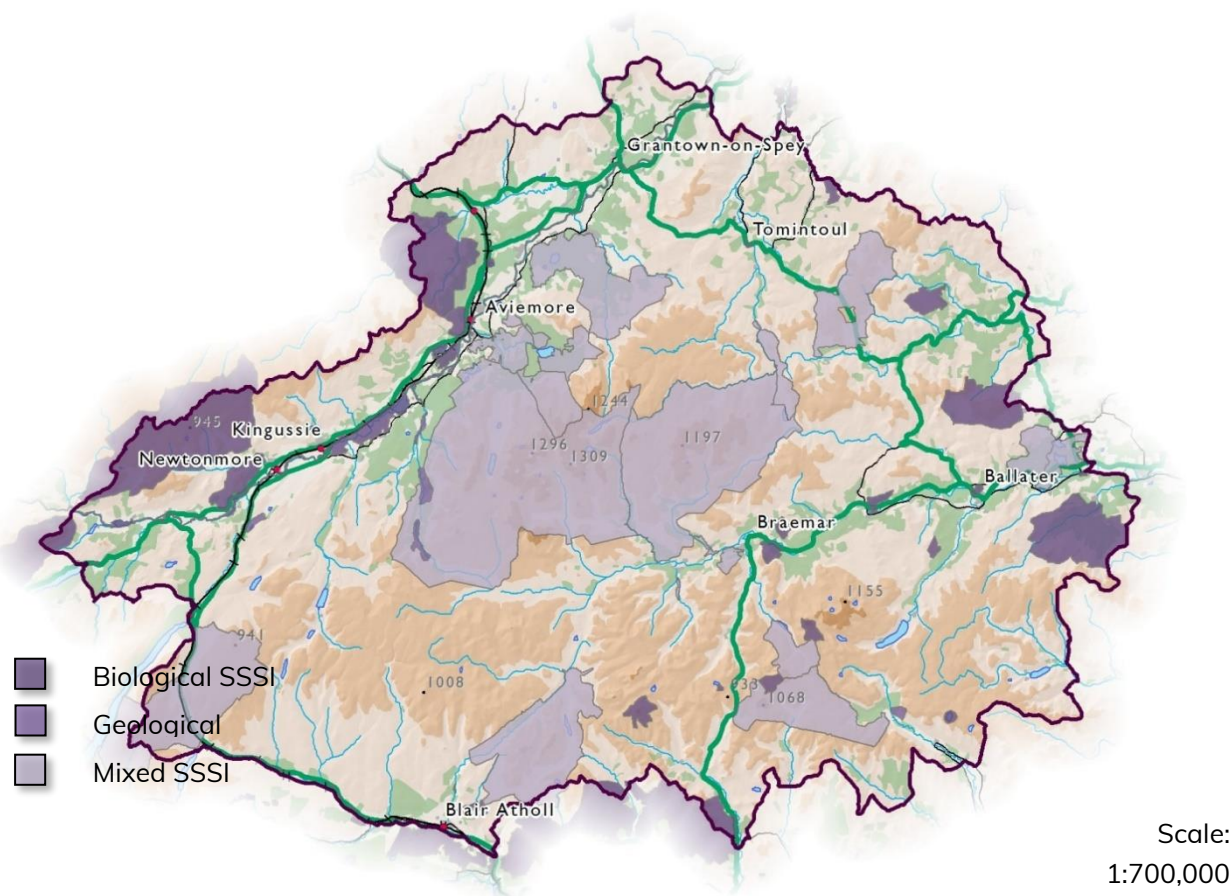 Grantown-on-Spey
Tomintoul
Aviemore
1244
945
Kingussie
1296
1197
Newtonmore
1309
Ballater
Braemar
1155
941
1008
933
1068
Biological SSSI
Geological
Mixed SSSI
Blair Atholl
Scale:
1:700,000